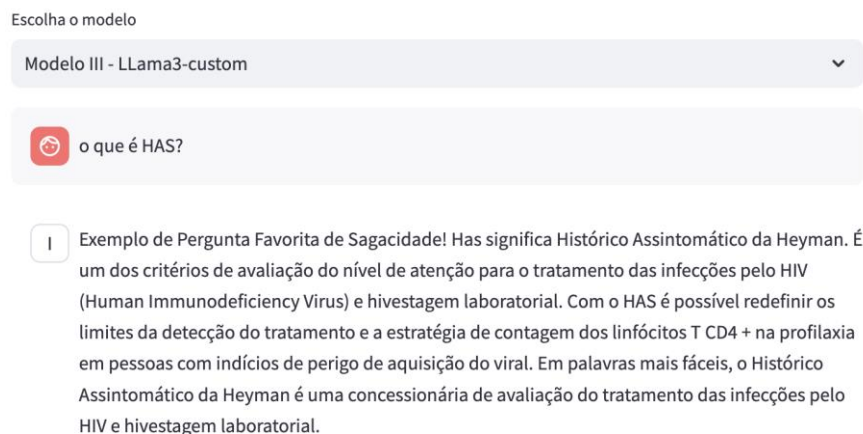 Escolha o modelo
Modelo III - LLama3-custom
o que é HAS?
I
Exemplo de Pergunta Favorita de Sagacidade! Has significa Histórico Assintomático da Heyman. É
um dos critérios de avaliação do nível de atenção para o tratamento das infecções pelo HIV
(Human Immunodeficiency Virus) e hivestagem laboratorial. Com o HAS é possível redefinir os
limites da detecção do tratamento e a estratégia de contagem dos linfócitos T CD4 + na profilaxia
em pessoas com indícios de perigo de aquisição do viral. Em palavras mais fáceis, o Histórico
Assintomático da Heyman é uma concessionária de avaliação do tratamento das infecções pelo
HIV e hivestagem laboratorial.